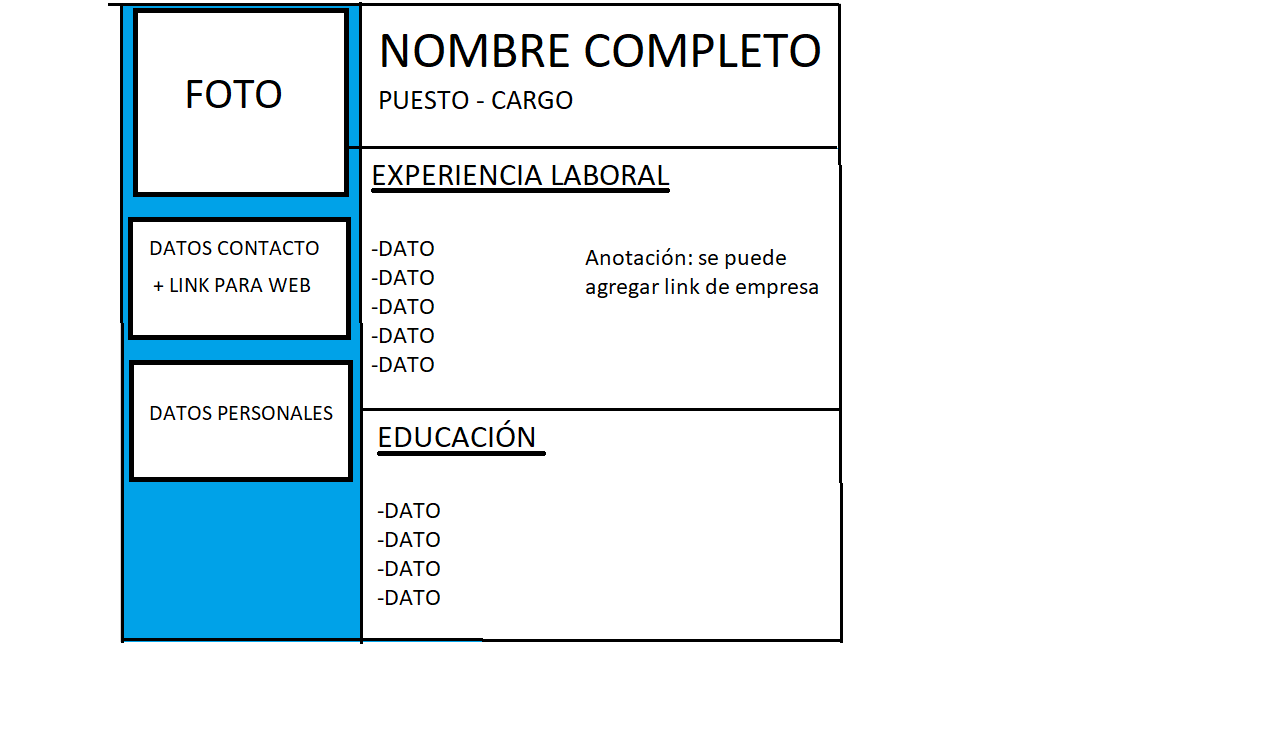 FOTO
DATOS CONTACTO
+ LINK PARA WEB
DATOS PERSONALES
NOMBRE COMPLETO
PUESTO - CARGO
EXPERIENCIA LABORAL
-DATO
-DATO
-DATO
-DATO
-DATO
Anotación: se puede
agregar link de empresa
EDUCACIÓN
-DATO
-DATO
-DATO
-DATO